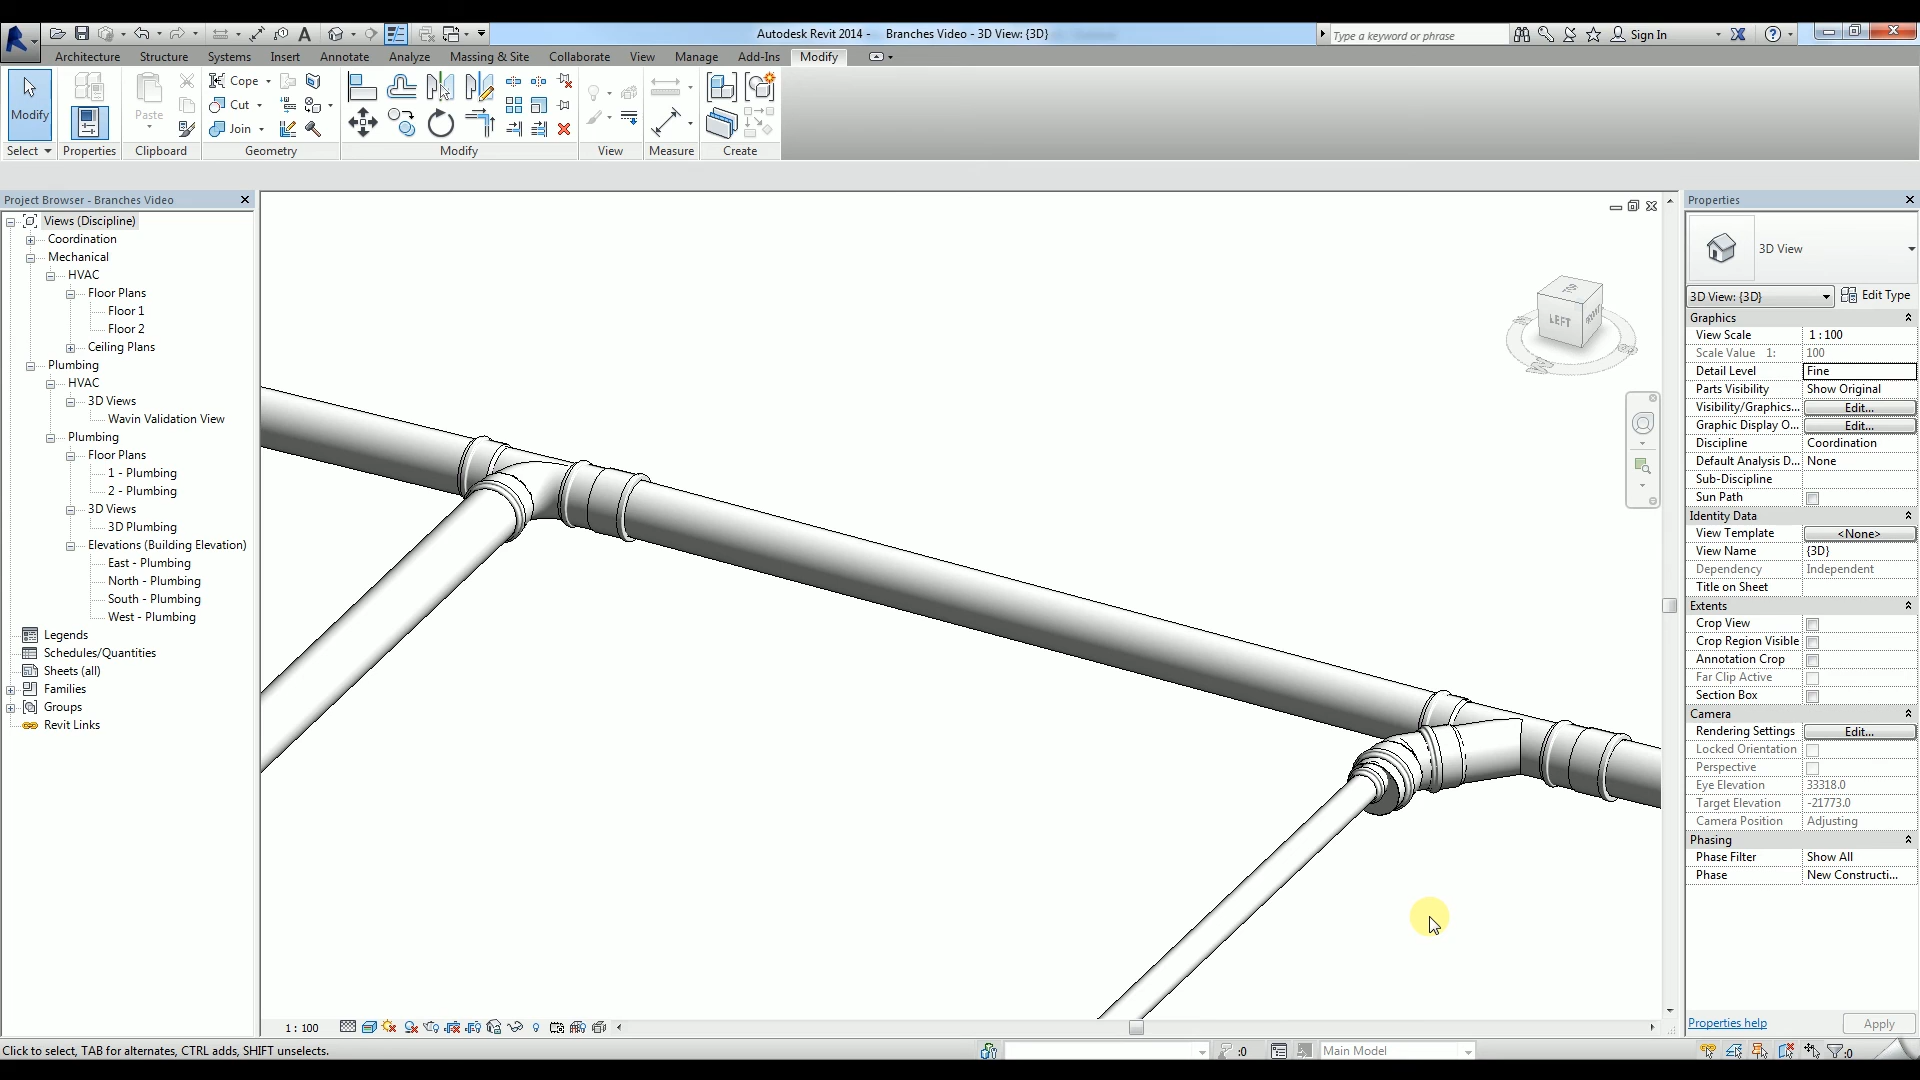 Autodesk Revit 2014 - Branches Video - 3D View: {3D}
Type a keyword or phrase
Sign In
Architecture Structure Systems Insert Annotate Analyze Massing & Site Collaborate View Manage Add-Ins Modify
Modify
Paste
Cope
Cut
Join
Select Properties Clipboard Geometry Modify View Measure Create
Project Browser - Branches Video
Views (Discipline)
Coordination
Mechanical
HVAC
Floor Plans
Floor 1
Floor 2
Ceiling Plans
Plumbing
HVAC
3D Views
Wavin Validation View
Plumbing
Floor Plans
1 - Plumbing
2 - Plumbing
3D Views
3D Plumbing
Elevations (Building Elevation)
East - Plumbing
North - Plumbing
South - Plumbing
West - Plumbing
Legends
Schedules/Quantities
Sheets (all)
Families
Groups
Revit Links
LEFT
Properties
3D View
3D View: {3D} Edit Type
Graphics
View Scale 1 : 100
Scale Value 1: 100
Detail Level Fine
Parts Visibility Show Original
Visibility/Graphics... Edit...
Graphic Display O... Edit...
Discipline Coordination
Default Analysis D... None
Sub-Discipline
Sun Path
Identity Data
View Template <None>
View Name {3D}
Dependency Independent
Title on Sheet
Extents
Crop View
Crop Region Visible
Annotation Crop
Far Clip Active
Section Box
Camera
Rendering Settings Edit...
Locked Orientation
Perspective
Eye Elevation 33318.0
Target Elevation -21773.0
Camera Position Adjusting
Phasing
Phase Filter Show All
Phase New Constructi...
Properties help Apply
1 : 100
Click to select, TAB for alternates, CTRL adds, SHIFT unselects.
:0
Main Model
:0